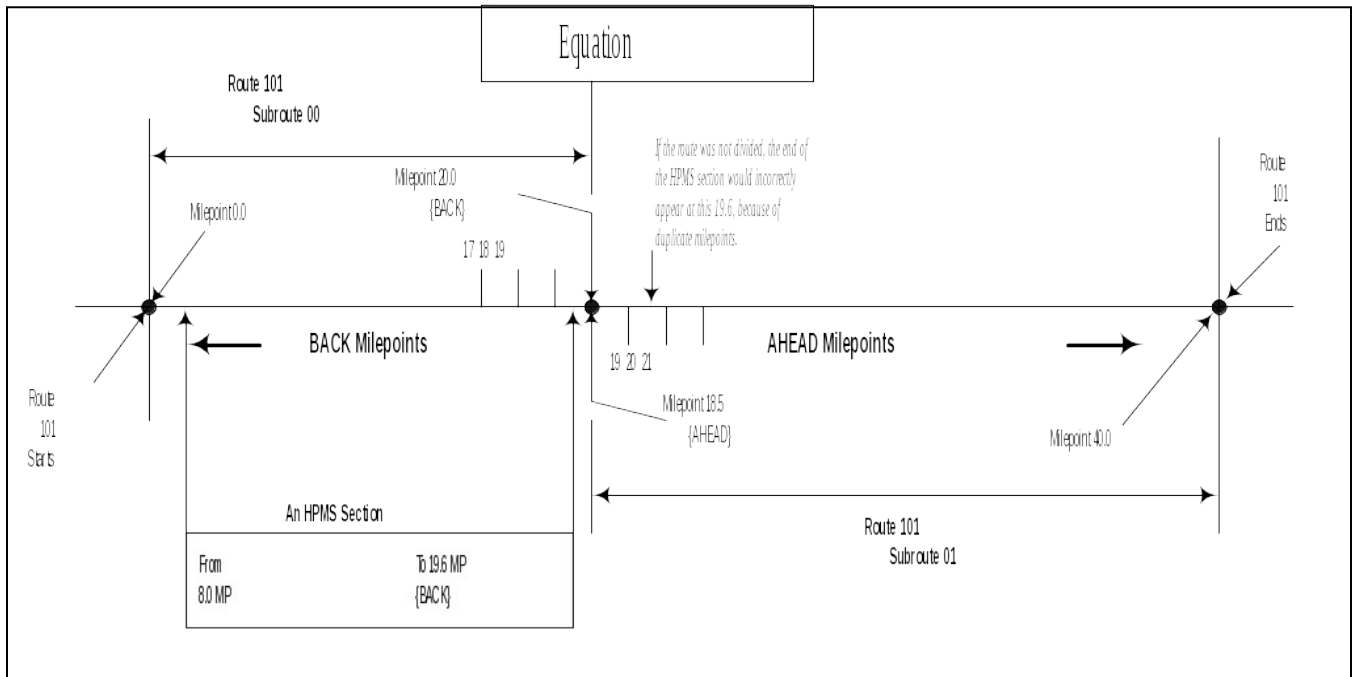 Equation
Route 101
Subroute 00
If the route was not divided, the end of
the HPMS section would incorrectly
appear at this 19.6, because of
duplicate milepoints.
Milepoint 20.0
{BACK}
Route
101
Ends
Milepoint 0.0
17 18 19
BACK Milepoints
AHEAD Milepoints
19 20 21
Route
101
Starts
Milepoint 18.5
{AHEAD}
Milepoint 40.0
An HPMS Section
Route 101
Subroute 01
From
8.0 MP
To 19.6 MP
{BACK}